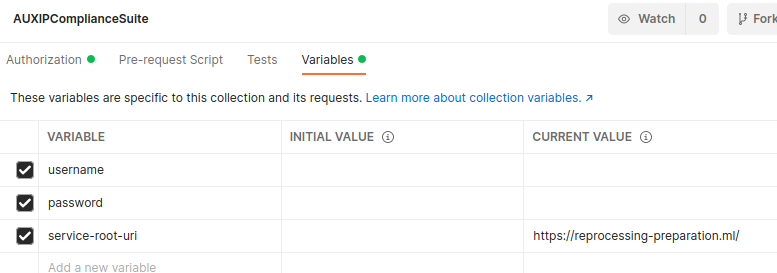 AUXIPComplianceSuite
Watch 0 Fork
Authorization Pre-request Script Tests Variables
These variables are specific to this collection and its requests. Learn more about collection variables. ↗
VARIABLE INITIAL VALUE CURRENT VALUE
username
password
service-root-uri https://reprocessing-preparation.ml/
Add a new variable